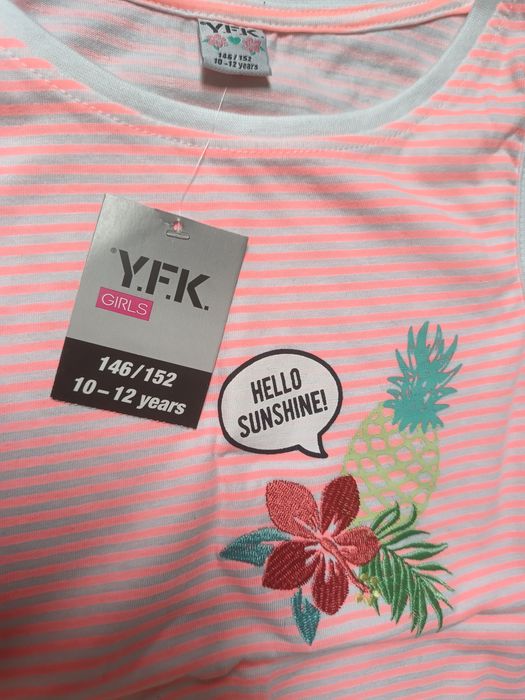 Y.F.K.
146/152
10-12 years
®Y.F.K.
GIRLS
146/152
10-12 years
HELLO
SUNSHINE!